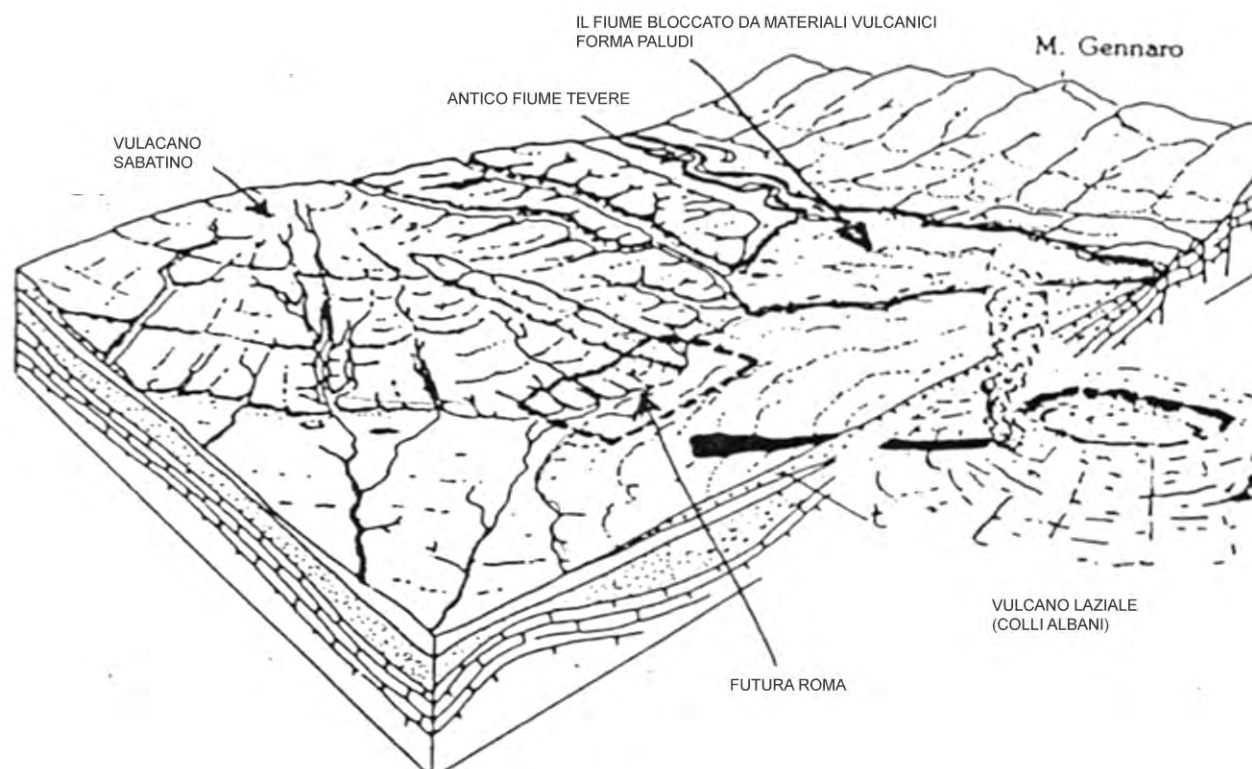 IL FIUME BLOCCATO DA MATERIALI VULCANICI
FORMA PALUDI
M. Gennaro
ANTICO FIUME TEVERE
VULACANO
SABATINO
t
VULCANO LAZIALE
(COLLI ALBANI)
FUTURA ROMA